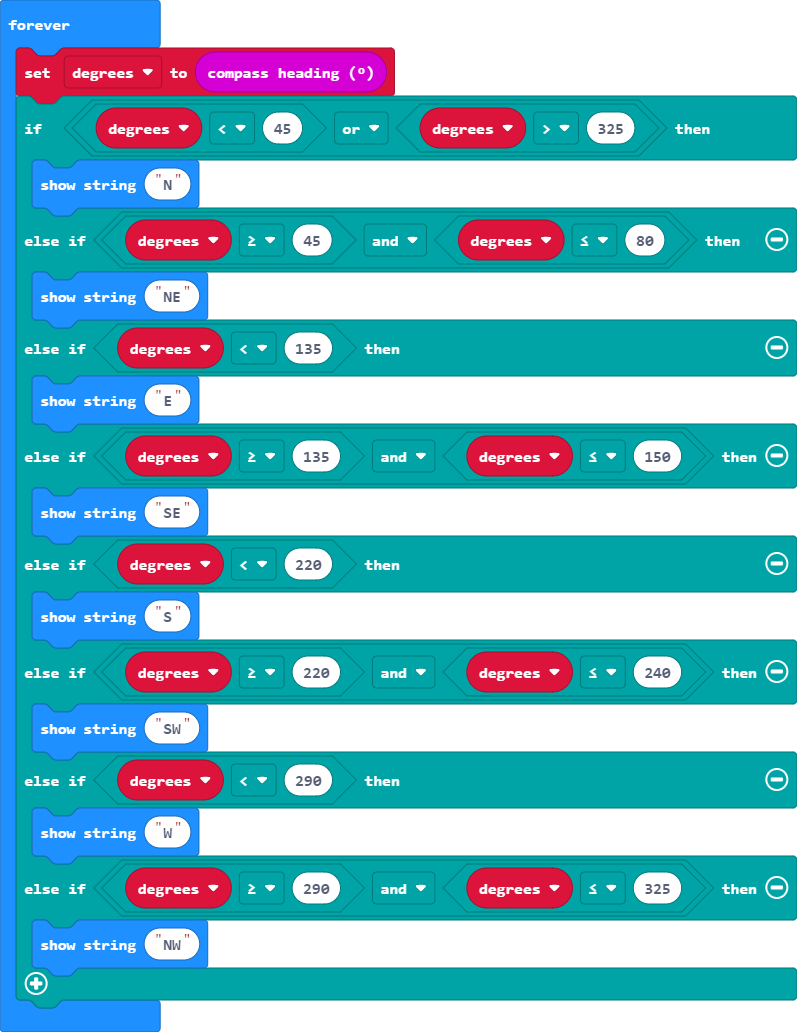 forever
set degrees to compass heading (º)
if degrees < 45 or degrees > 325 then
show string "N"
else if degrees ≥ 45 and degrees ≤ 80 then
show string "NE"
else if degrees < 135 then
show string "E"
else if degrees ≥ 135 and degrees ≤ 150 then
show string "SE"
else if degrees < 220 then
show string "S"
else if degrees ≥ 220 and degrees ≤ 240 then
show string "SW"
else if degrees < 290 then
show string "W"
else if degrees ≥ 290 and degrees ≤ 325 then
show string "NW"